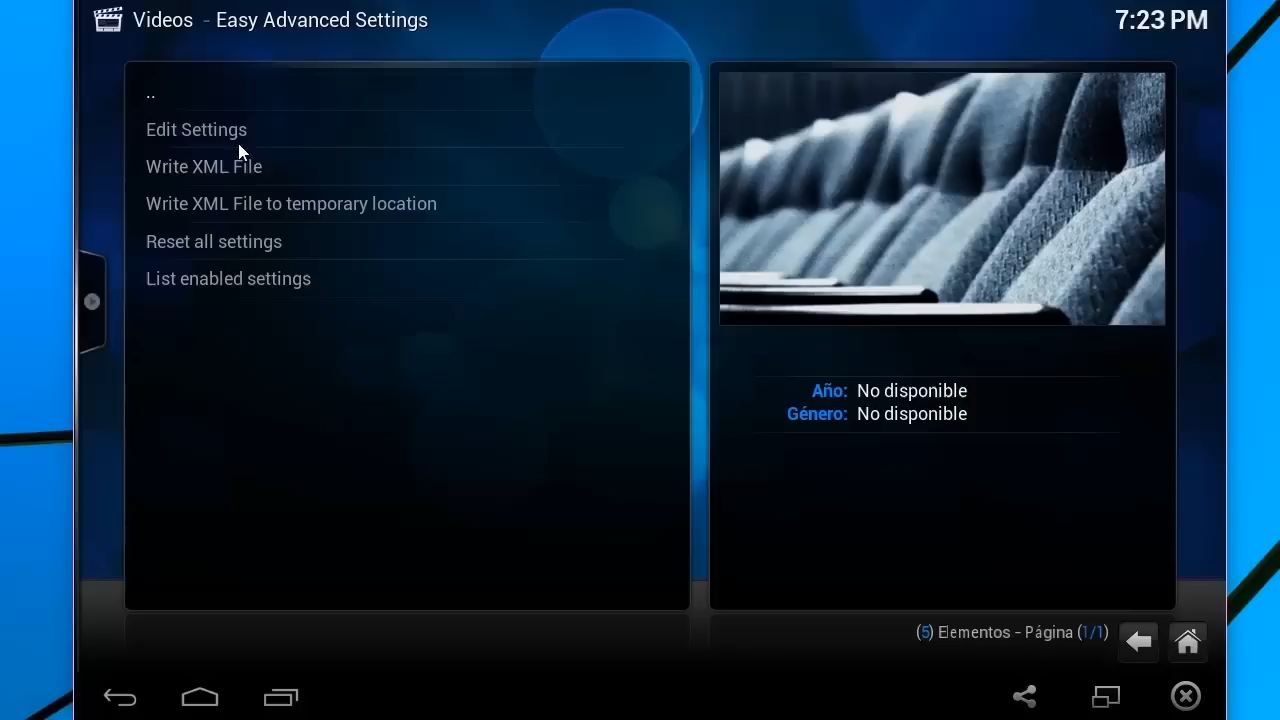 Videos - Easy Advanced Settings
7:23 PM
..
Edit Settings
Write XML File
Write XML File to temporary location
Reset all settings
List enabled settings
Año: No disponible
Género: No disponible
(5) Elementos - Página (1/1)